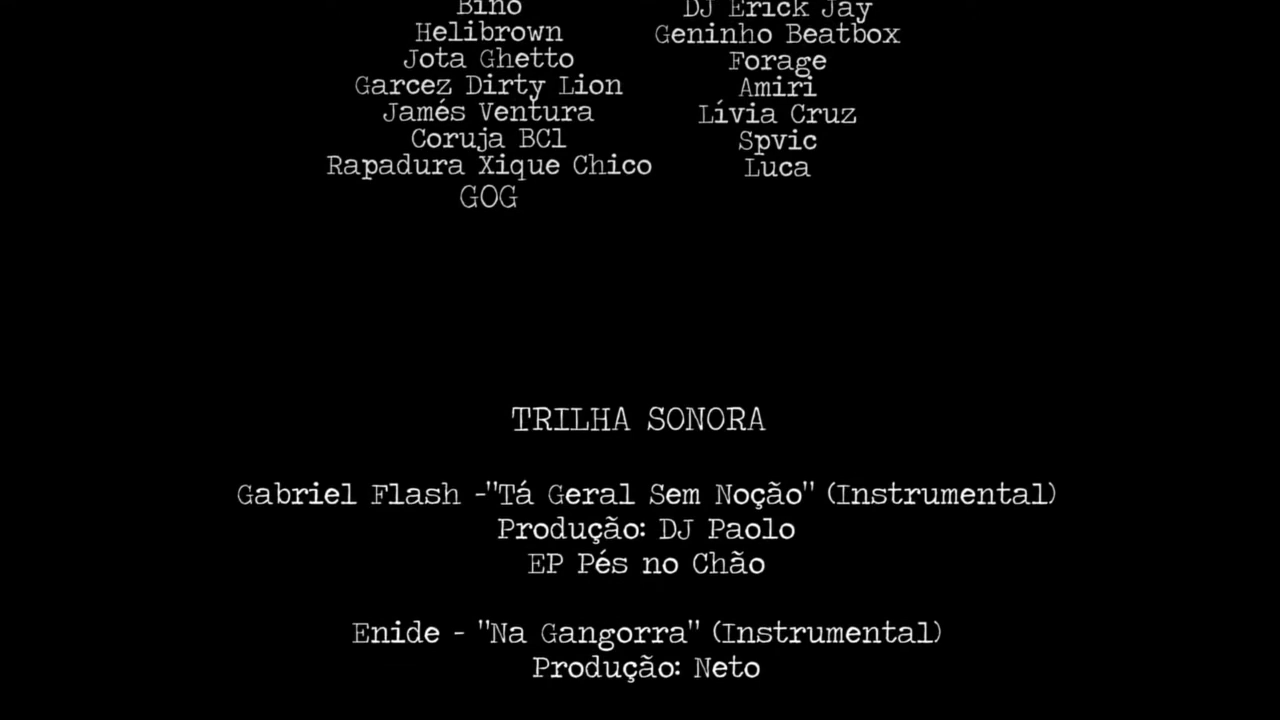 Bino
Helibrown
Jota Ghetto
Garcez Dirty Lion
Jamés Ventura
Coruja BC1
Rapadura Xique Chico
GOG
DJ Erick Jay
Geninho Beatbox
Forage
Amiri
Lívia Cruz
Spvic
Luca
TRILHA SONORA
Gabriel Flash -"Tá Geral Sem Noção" (Instrumental)
Produção: DJ Paolo
EP Pés no Chão
Enide - "Na Gangorra" (Instrumental)
Produção: Neto